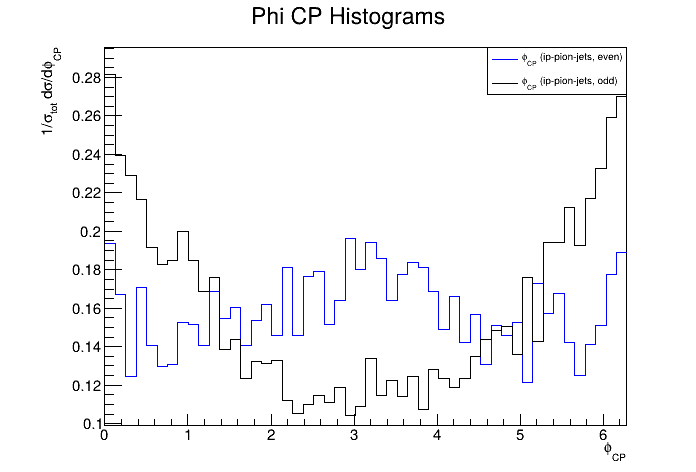 Phi CP Histograms
1/σtot dσ/dϕCP
ϕCP (ip-pion-jets, even)
ϕCP (ip-pion-jets, odd)
0.28
0.26
0.24
0.22
0.2
0.18
0.16
0.14
0.12
0.1
0 1 2 3 4 5 6
ϕCP